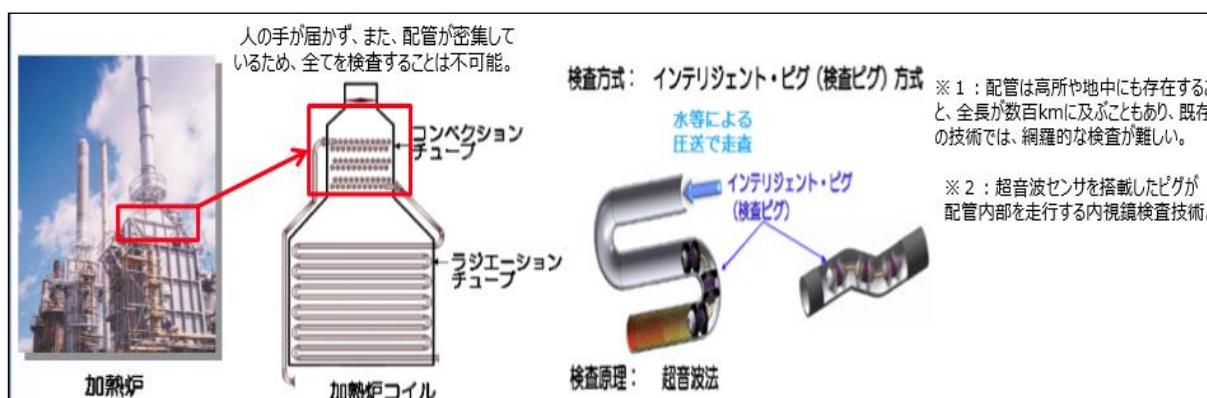 人の手が届かず、また、配管が密集して
いるため、全てを検査することは不可能。
コンベクション
チューブ
ラジエーション
チューブ
加熱炉
加熱炉コイル
検査方式： インテリジェント・ピグ（検査ピグ）方式
水等による
圧送で走査
インテリジェント・ピグ
（検査ピグ）
検査原理： 超音波法
※１：配管は高所や地中にも存在する
と、全長が数百kmに及ぶこともあり、既存
の技術では、網羅的な検査が難しい。
※２：超音波センサを搭載したピグが
配管内部を走行する内視鏡検査技術。